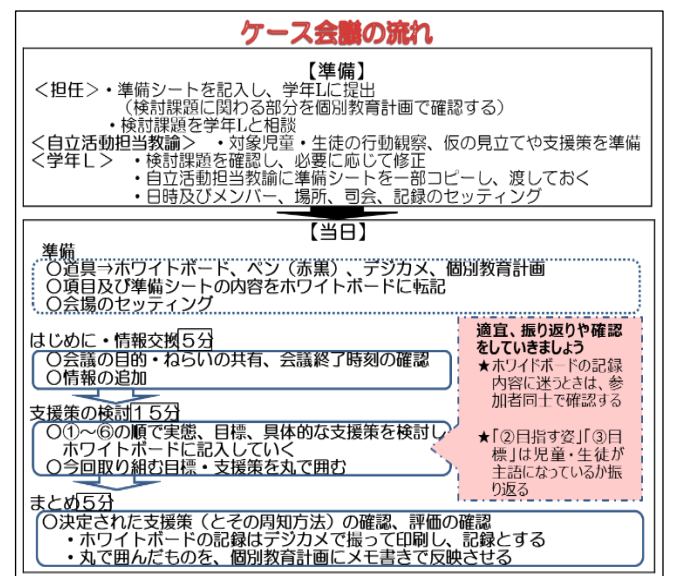 ケース会議の流れ
【準備】
＜担任＞・準備シートを記入し、学年Lに提出
（検討課題に関わる部分を個別教育計画で確認する）
・検討課題を学年Lと相談
＜自立活動担当教諭＞　・対象児童・生徒の行動観察、仮の見立てや支援策を準備
＜学年L＞　・検討課題を確認し、必要に応じて修正
・自立活動担当教諭に準備シートを一部コピーし、渡しておく
・日時及びメンバー、場所、司会、記録のセッティング
【当日】
準備
○道具⇒ホワイトボード、ペン（赤黒）、デジカメ、個別教育計画
○項目及び準備シートの内容をホワイトボードに転記
○会場のセッティング
はじめに・情報交換5分
○会議の目的・ねらいの共有、会議終了時刻の確認
○情報の追加
支援策の検討15分
○①～⑥の順で実態、目標、具体的な支援策を検討し
ホワイトボードに記入していく
○今回取り組む目標・支援策を丸で囲む
適宜、振り返りや確認
をしていきましょう
★ホワイドボードの記録
内容に迷うときは、参
加者同士で確認する
★「②目指す姿」「③目
標」は児童・生徒が
主語になっているか振
り返る
まとめ5分
○決定された支援策（とその周知方法）の確認、評価の確認
・ホワイトボードの記録はデジカメで撮って印刷し、記録とする
・丸で囲んだものを、個別教育計画にメモ書きで反映させる